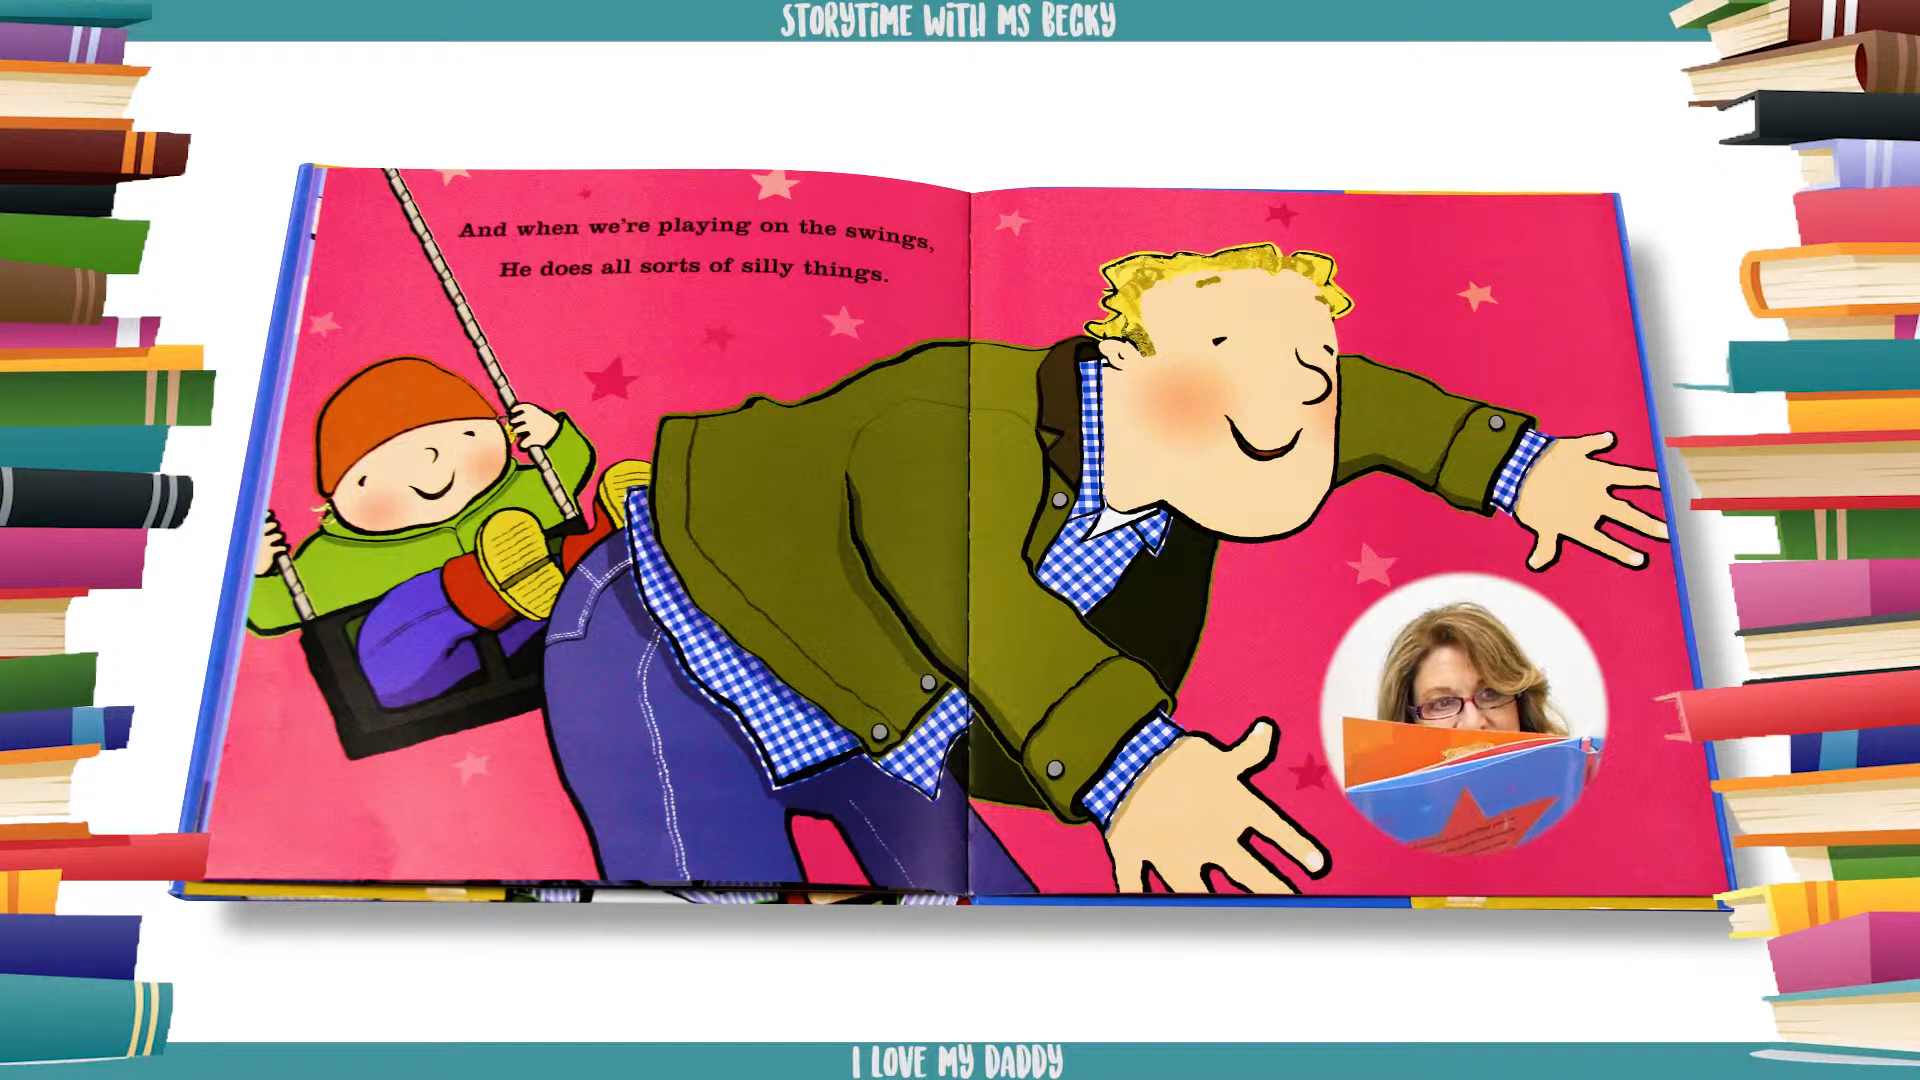 STORYTIME WITH MS BECKY
And when we're playing on the swings,
He does all sorts of silly things.
I LOVE MY DADDY